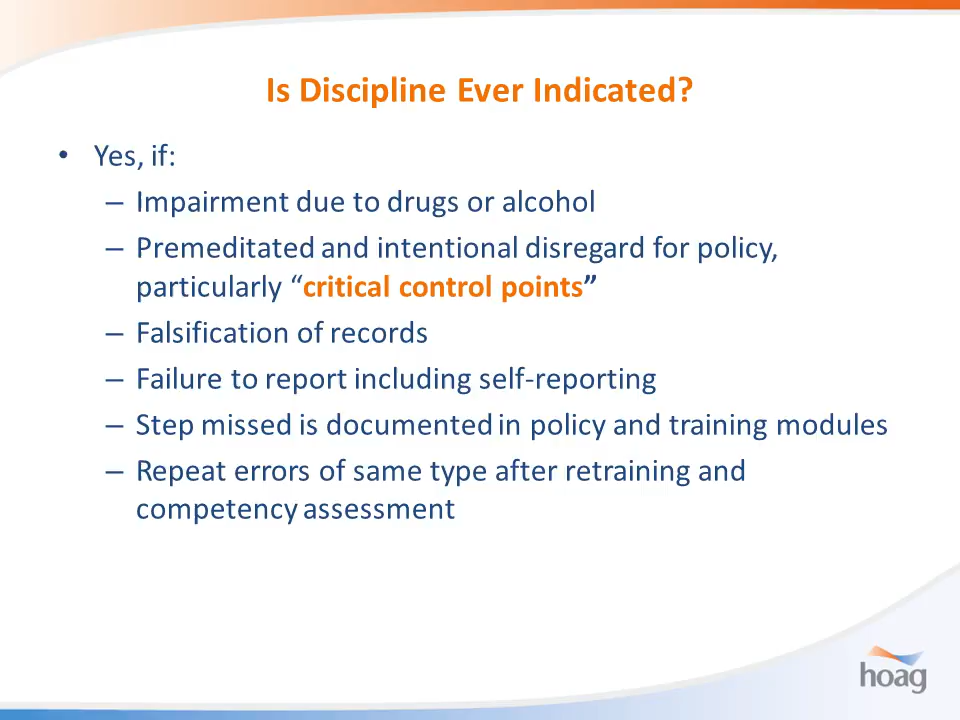 Is Discipline Ever Indicated?
• Yes, if:
– Impairment due to drugs or alcohol
– Premeditated and intentional disregard for policy,
particularly “critical control points”
– Falsification of records
– Failure to report including self-reporting
– Step missed is documented in policy and training modules
– Repeat errors of same type after retraining and
competency assessment
hoag